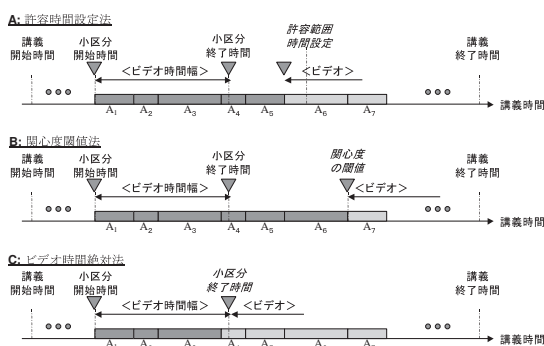 A: 許容時間設定法
許容範囲
時間設定
講義
開始時間
小区分
開始時間
小区分
終了時間
講義
終了時間
<ビデオ時間幅>
<ビデオ>
A1 A2 A3 A4 A5 A6 A7
講義時間
B: 関心度閾値法
講義
開始時間
小区分
開始時間
小区分
終了時間
関心度
の閾値
講義
終了時間
<ビデオ時間幅>
<ビデオ>
A1 A2 A3 A4 A5 A6 A7
講義時間
C: ビデオ時間絶対法
講義
開始時間
小区分
開始時間
小区分
終了時間
講義
終了時間
<ビデオ時間幅>
<ビデオ>
講義時間